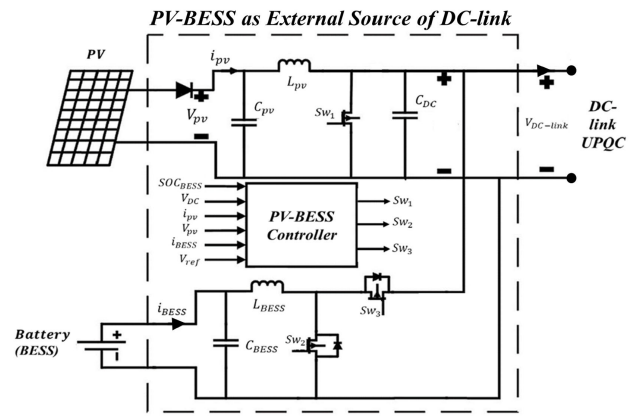 PV-BESS as External Source of DC-link
PV
i_pv
L_pv
V_pv
C_pv
Sw_1
C_DC
V_DC-link
DC-
link
UPQC
SOC_BESS
V_DC
i_pv
V_pv
i_BESS
V_ref
PV-BESS
Controller
Sw_1
Sw_2
Sw_3
i_BESS
L_BESS
Sw_3
Battery
(BESS)
C_BESS
Sw_2